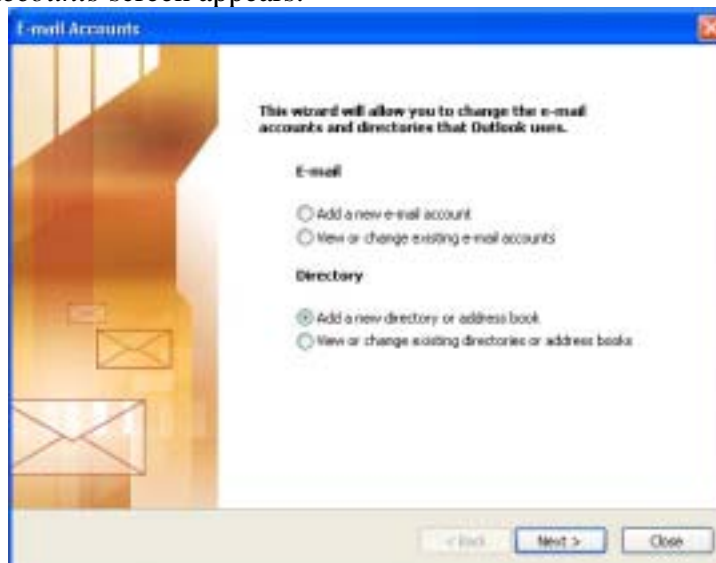 accounts screen appears.
E-mail Accounts
This wizard will allow you to change the e-mail
accounts and directories that Outlook uses.
E-mail
Add a new e-mail account
View or change existing e-mail accounts
Directory
Add a new directory or address book
View or change existing directories or address books
< Back
Next >
Close